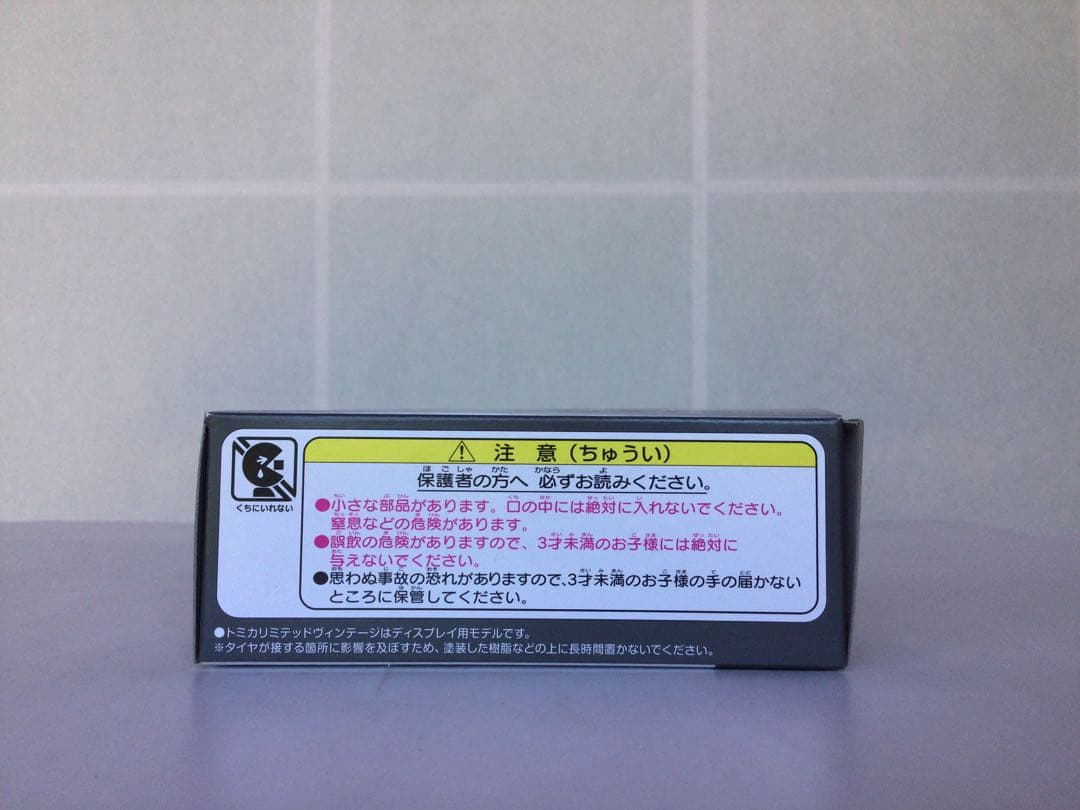 ⚠ 注 意(ちゅうい)
保護者の方へ 必ずお読みください。
●小さな部品があります。口の中には絶対に入れないでください。
窒息などの危険があります。
●誤飲の危険がありますので、3才未満のお子様には絶対に
与えないでください。
●思わぬ事故の恐れがありますので、3才未満のお子様の手の届かない
ところに保管してください。
くちにいれない
●トミカリミテッドヴィンテージはディスプレイ用モデルです。
※タイヤが接する箇所に影響を及ぼすため、塗装した樹脂などの上に長時間置かないでください。